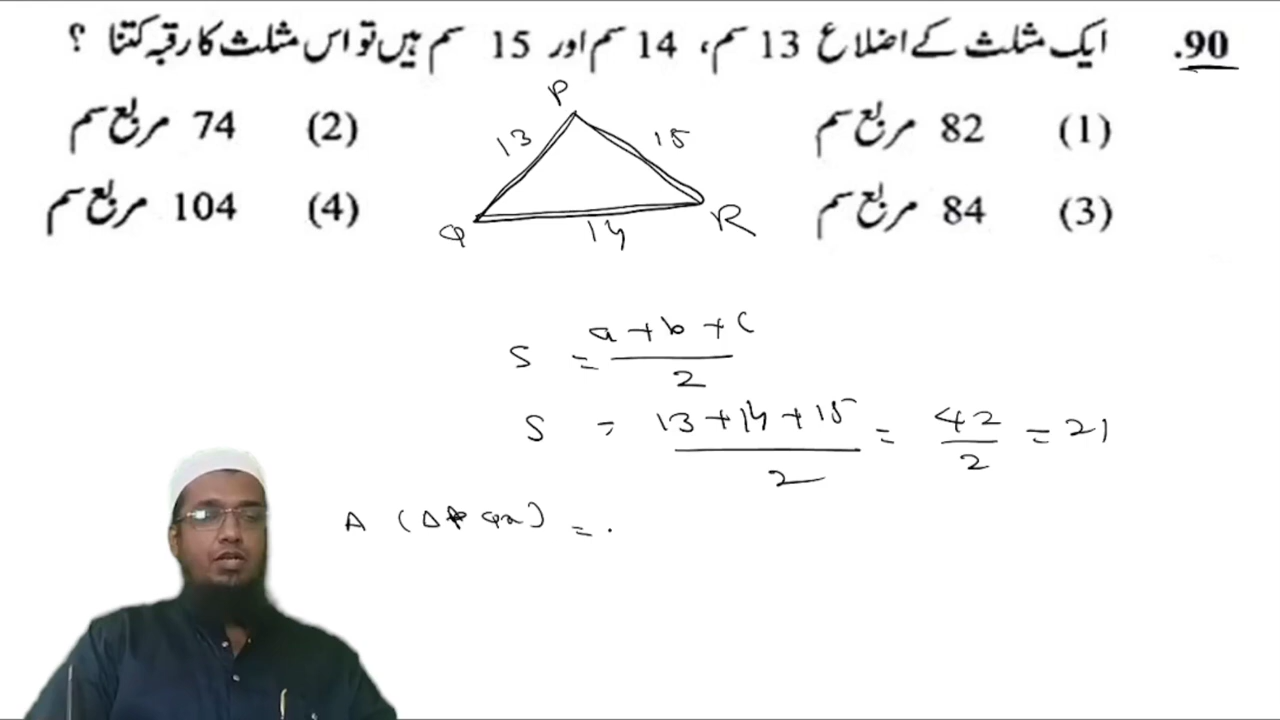 90. ایک مثلث کے اضلاع 13 سم، 14 سم اور 15 سم ہیں تو اس مثلث کا رقبہ کتنا ؟
(1) 82 مربع سم (2) 74 مربع سم
(3) 84 مربع سم (4) 104 مربع سم
P
13 15
Q 14 R
S = a + b + c / 2
S = 13 + 14 + 15 / 2 = 42 / 2 = 21
A (Δ PQR) = .